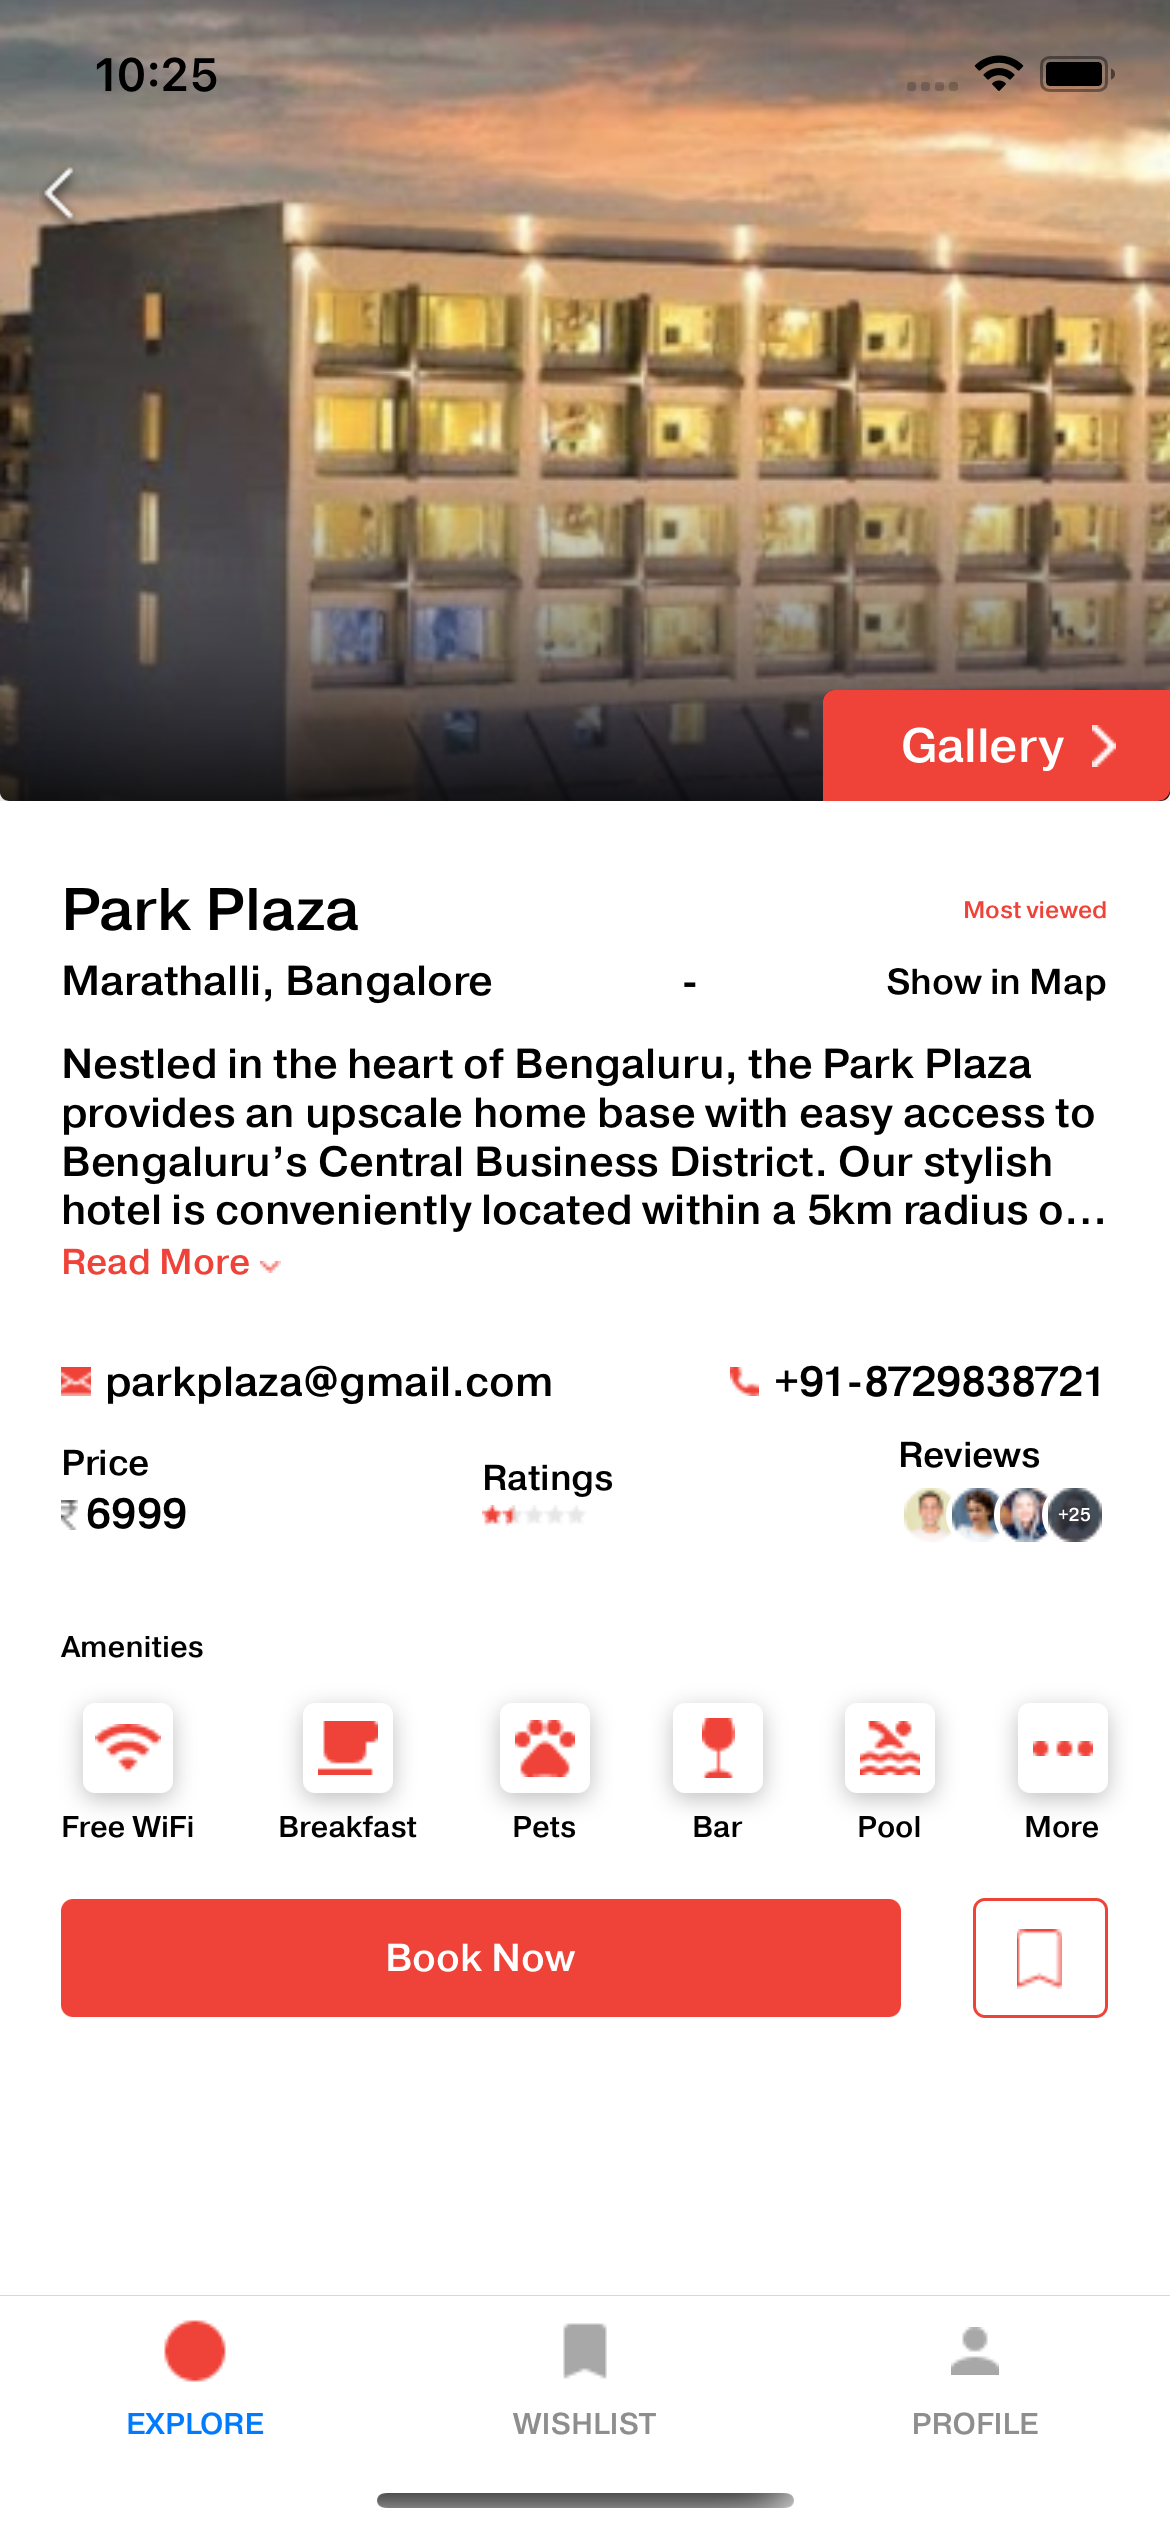 10:25
Gallery
Park Plaza
Most viewed
Marathalli, Bangalore
-
Show in Map
Nestled in the heart of Bengaluru, the Park Plaza
provides an upscale home base with easy access to
Bengaluru’s Central Business District. Our stylish
hotel is conveniently located within a 5km radius o…
Read More
parkplaza@gmail.com
+91-8729838721
Price
₹ 6999
Ratings
Reviews
+25
Amenities
Free WiFi
Breakfast
Pets
Bar
Pool
More
Book Now
EXPLORE
WISHLIST
PROFILE